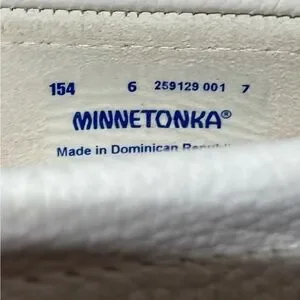 154 6 259129 001 7
MINNETONKA®
Made in Dominican